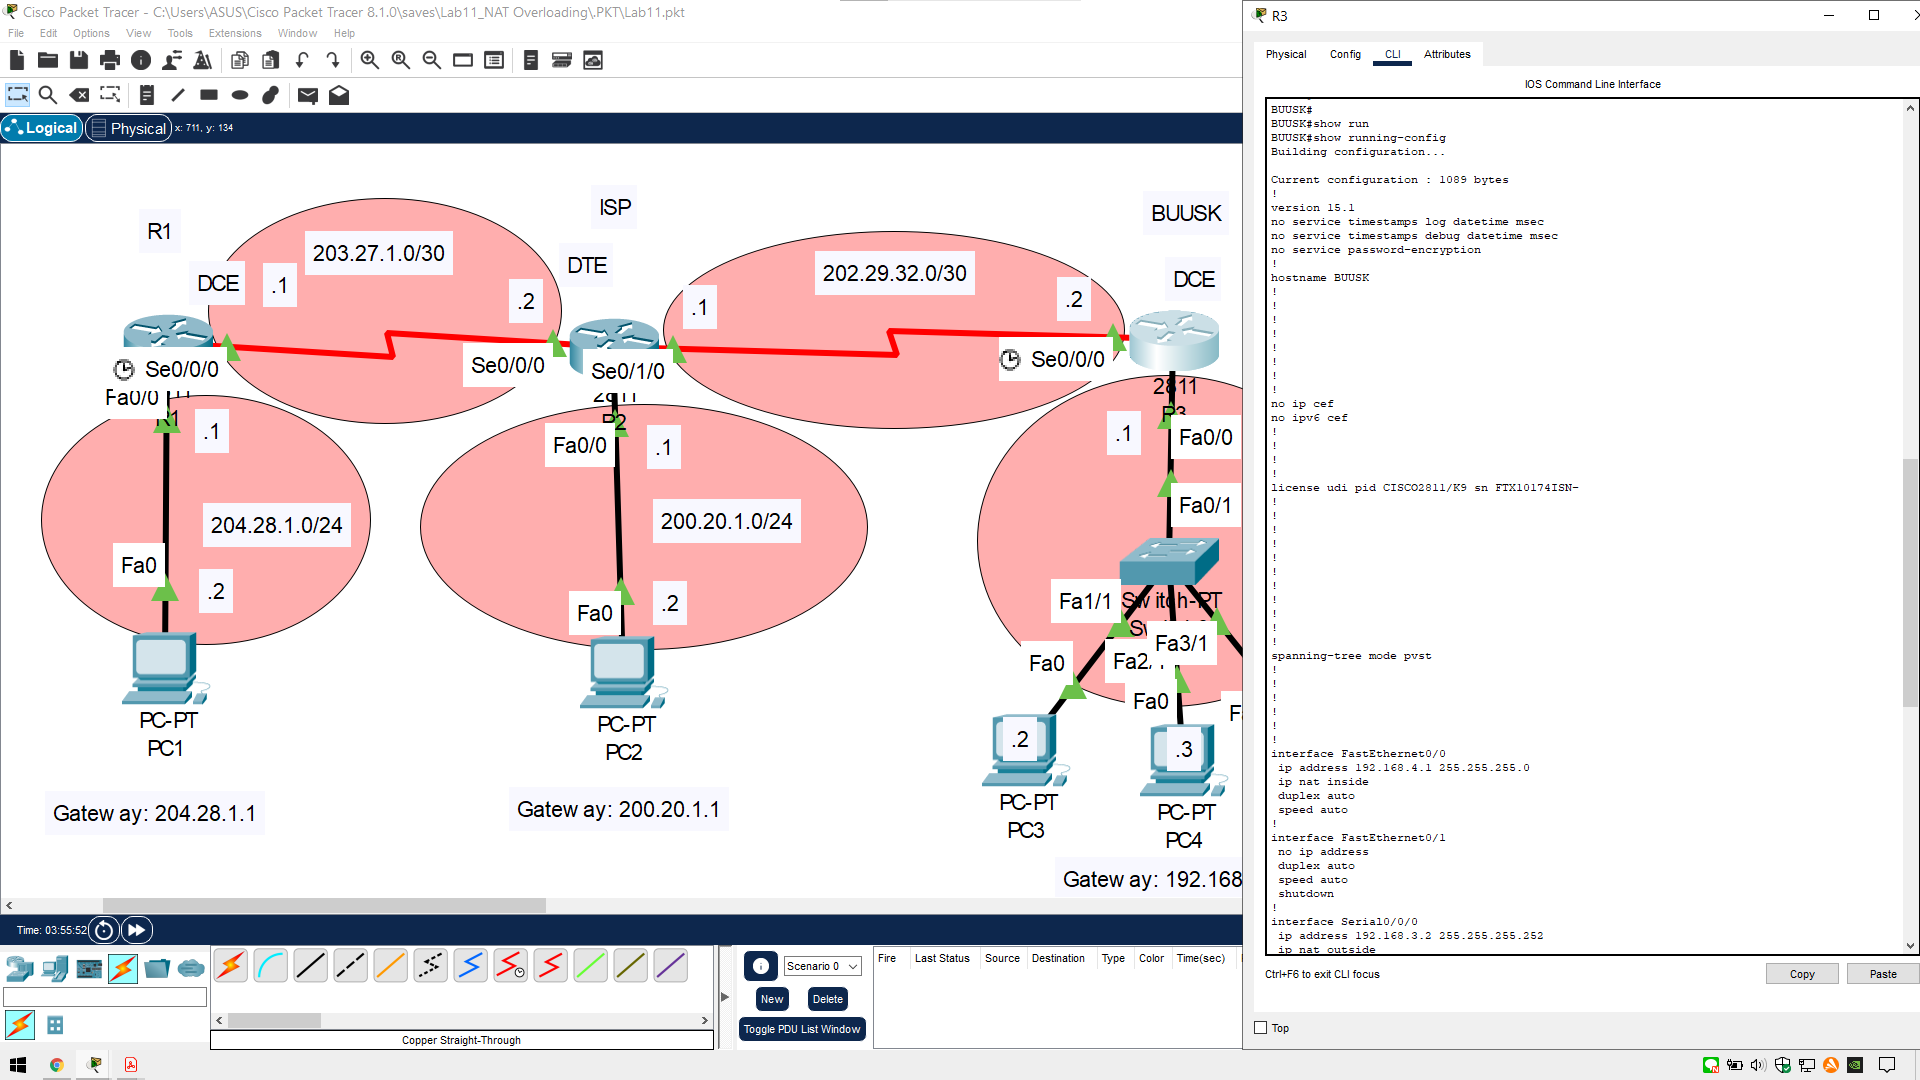 Cisco Packet Tracer - C:\Users\ASUS\Cisco Packet Tracer 8.1.0\saves\Lab11_NAT Overloading\.PKT\Lab11.pkt
File Edit Options View Tools Extensions Window Help
Logical Physical x: 711, y: 134
R1
ISP
BUUSK
DCE
.1
203.27.1.0/30
.2
DTE
.1
202.29.32.0/30
.2
DCE
Se0/0/0
Se0/0/0
Se0/1/0
Se0/0/0
2811
2811
Fa0/0
R1
R2
R3
.1
Fa0/0
.1
.1
Fa0/0
Fa0/1
204.28.1.0/24
200.20.1.0/24
Fa0
.2
Fa0
.2
Fa1/1
Switch-PT
Fa3/1
Fa0
Fa2/1
Fa0
.2
.3
PC-PT
PC1
PC-PT
PC2
PC-PT
PC3
PC-PT
PC4
Gateway: 204.28.1.1
Gateway: 200.20.1.1
Gateway: 192.168
Time: 03:55:52
Scenario 0
New
Delete
Toggle PDU List Window
Fire Last Status Source Destination Type Color Time(sec)
Copper Straight-Through
R3
Physical Config CLI Attributes
IOS Command Line Interface
BUUSK#
BUUSK#show run
BUUSK#show running-config
Building configuration...
Current configuration : 1089 bytes
!
version 15.1
no service timestamps log datetime msec
no service timestamps debug datetime msec
no service password-encryption
!
hostname BUUSK
!
!
!
!
!
!
!
!
no ip cef
no ipv6 cef
!
!
!
!
license udi pid CISCO2811/K9 sn FTX10174ISN-
!
!
!
!
!
!
!
!
!
!
!
spanning-tree mode pvst
!
!
!
!
!
!
interface FastEthernet0/0
ip address 192.168.4.1 255.255.255.0
ip nat inside
duplex auto
speed auto
!
interface FastEthernet0/1
no ip address
duplex auto
speed auto
shutdown
!
interface Serial0/0/0
ip address 192.168.3.2 255.255.255.252
ip nat outside
Ctrl+F6 to exit CLI focus
Copy
Paste
Top